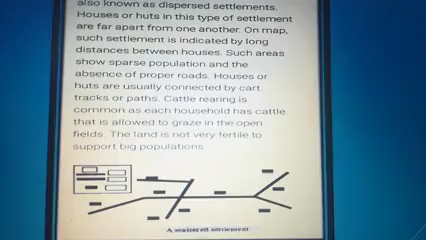 also known as dispersed settlements.
Houses or huts in this type of settlement
are far apart from one another. On map,
such settlement is indicated by long
distances between houses. Such areas
show sparse population and the
absence of proper roads. Houses or
huts are usually connected by cart
tracks or paths. Cattle rearing is
common as each household has cattle
that is allowed to graze in the open
fields. The land is not very fertile to
support big populations
A scattered settlement